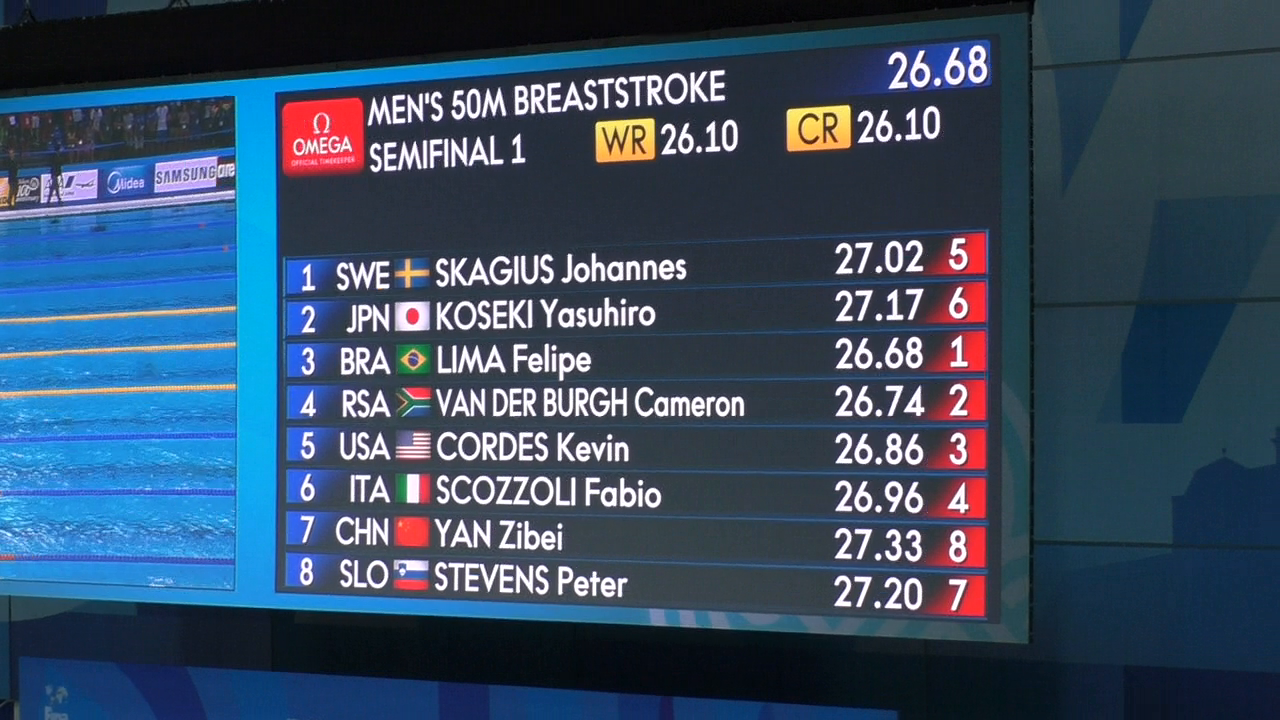 26.68
MEN'S 50M BREASTSTROKE
Ω
OMEGA
OFFICIAL TIMEKEEPER
SEMIFINAL 1 WR 26.10 CR 26.10
Midea SAMSUNG
1 SWE SKAGIUS Johannes 27.02 5
2 JPN KOSEKI Yasuhiro 27.17 6
3 BRA LIMA Felipe 26.68 1
4 RSA VAN DER BURGH Cameron 26.74 2
5 USA CORDES Kevin 26.86 3
6 ITA SCOZZOLI Fabio 26.96 4
7 CHN YAN Zibei 27.33 8
8 SLO STEVENS Peter 27.20 7